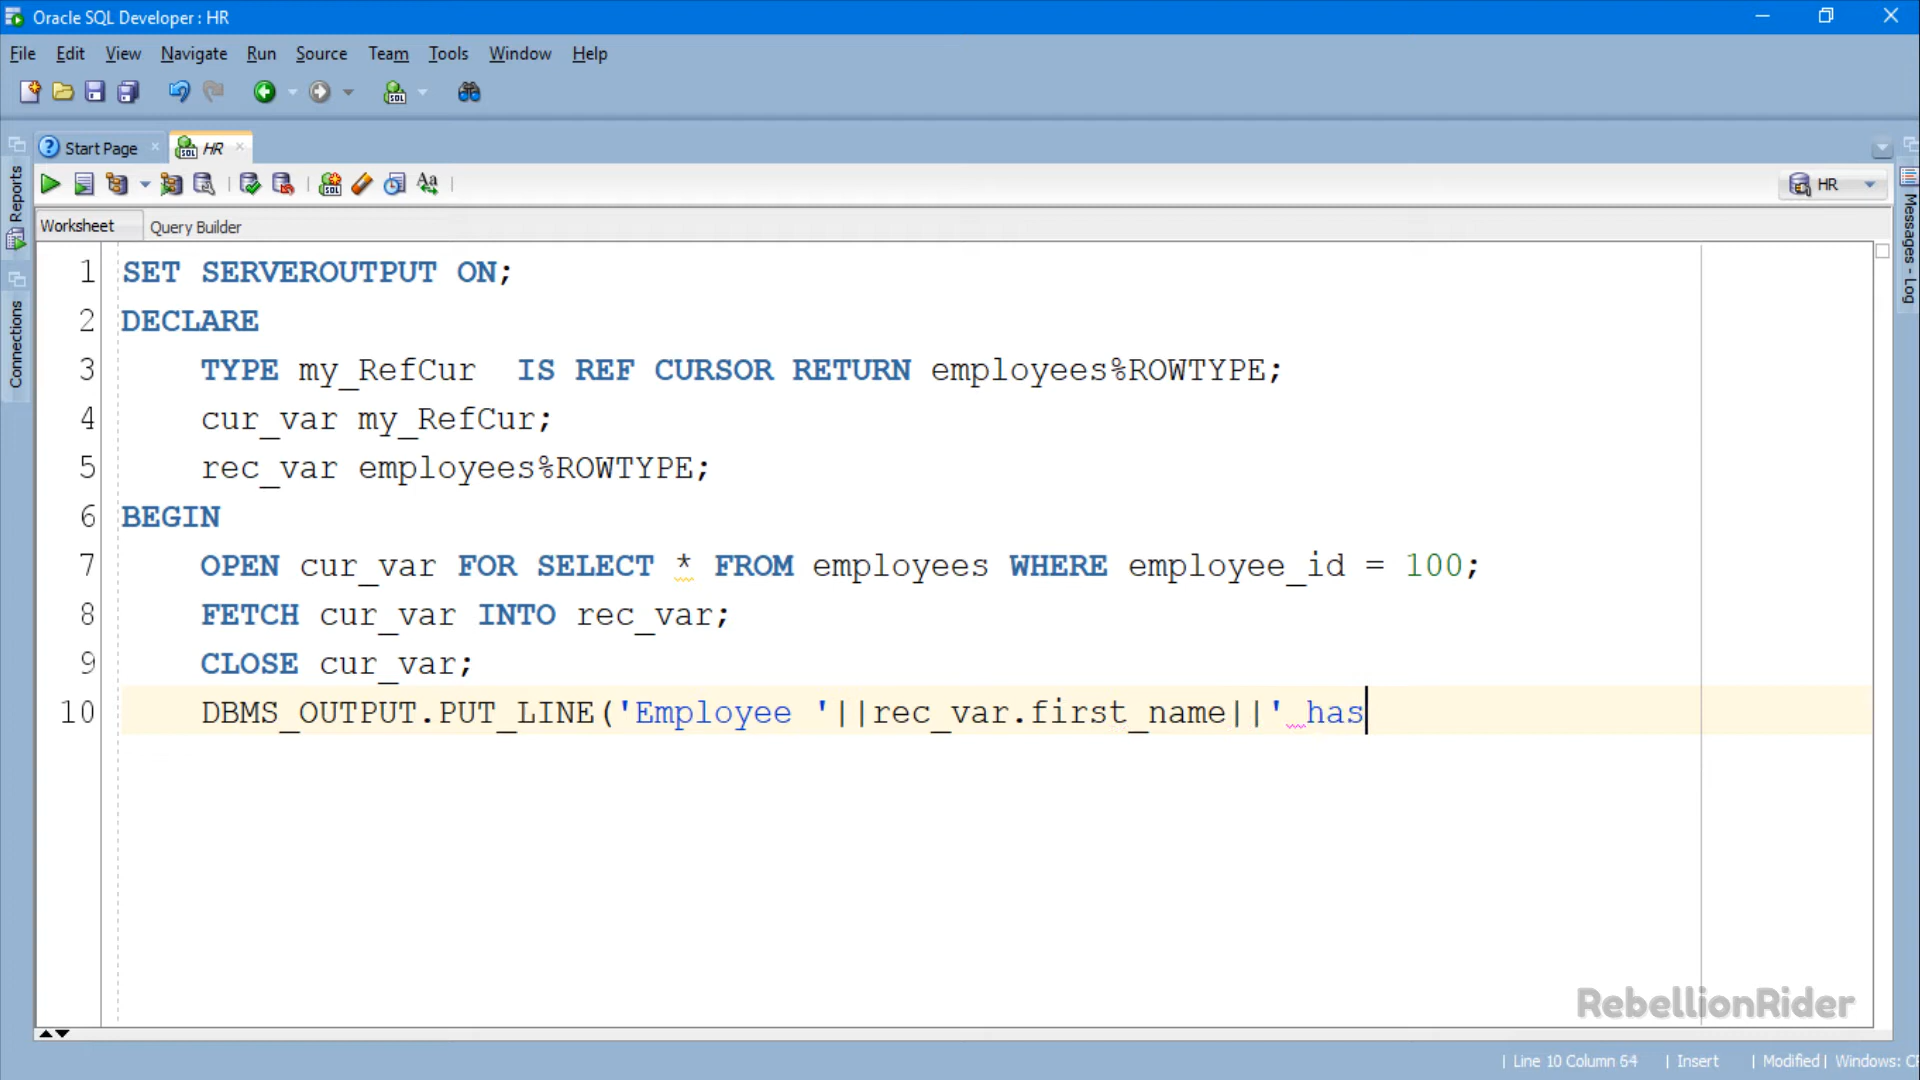 Oracle SQL Developer : HR
File Edit View Navigate Run Source Team Tools Window Help
Start Page HR
HR
Worksheet Query Builder
Reports
Connections
Messages - Log
1 SET SERVEROUTPUT ON;
2 DECLARE
3 TYPE my_RefCur  IS REF CURSOR RETURN employees%ROWTYPE;
4 cur_var my_RefCur;
5 rec_var employees%ROWTYPE;
6 BEGIN
7 OPEN cur_var FOR SELECT * FROM employees WHERE employee_id = 100;
8 FETCH cur_var INTO rec_var;
9 CLOSE cur_var;
10 DBMS_OUTPUT.PUT_LINE('Employee '||rec_var.first_name||' has
RebellionRider
| Line 10 Column 64 | Insert | Modified | Windows: C